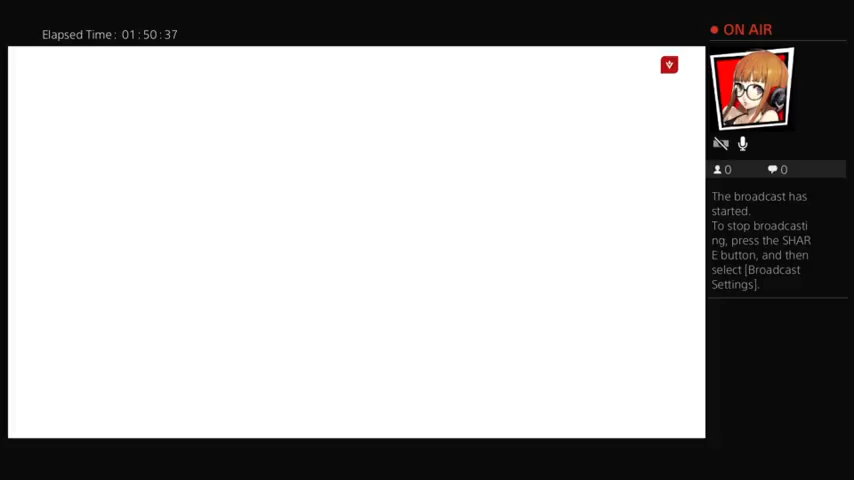 Elapsed Time: 01:50:37
ON AIR
0 0
The broadcast has
started.
To stop broadcasti
ng, press the SHAR
E button, and then
select [Broadcast
Settings].